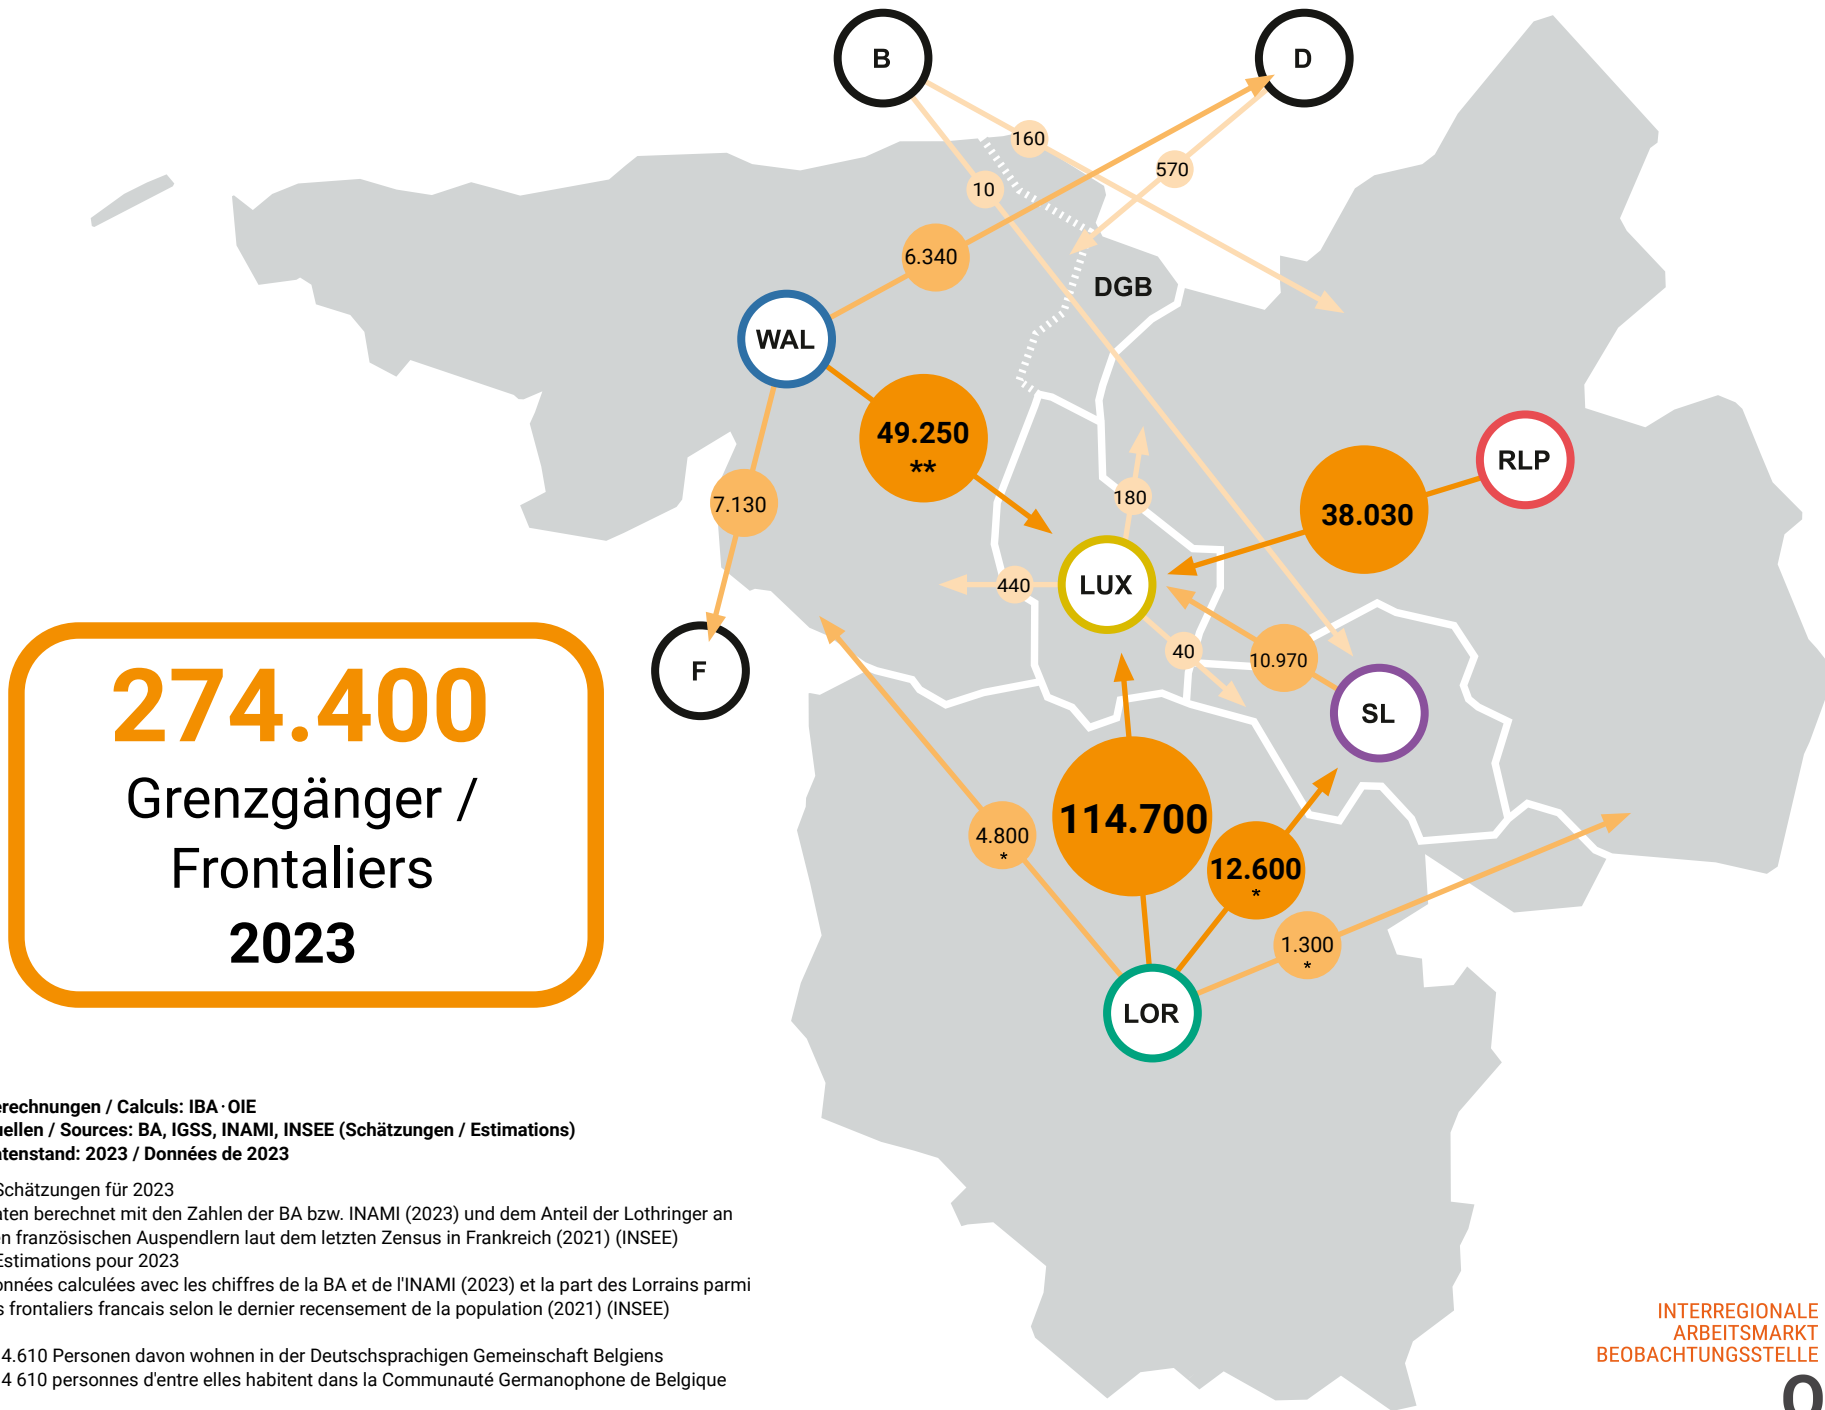 B
D
160
570
10
6.340
DGB
WAL
49.250
**
RLP
7.130
180
38.030
440
LUX
40
10.970
F
SL
274.400
Grenzgänger /
Frontaliers
2023
114.700
4.800
*
12.600
*
1.300
*
LOR
erechnungen / Calculs: IBA·OIE
uellen / Sources: BA, IGSS, INAMI, INSEE (Schätzungen / Estimations)
atenstand: 2023 / Données de 2023
Schätzungen für 2023
aten berechnet mit den Zahlen der BA bzw. INAMI (2023) und dem Anteil der Lothringer an
en französischen Auspendlern laut dem letzten Zensus in Frankreich (2021) (INSEE)
Estimations pour 2023
onnées calculées avec les chiffres de la BA et de l'INAMI (2023) et la part des Lorrains parmi
s frontaliers francais selon le dernier recensement de la population (2021) (INSEE)
4.610 Personen davon wohnen in der Deutschsprachigen Gemeinschaft Belgiens
4 610 personnes d'entre elles habitent dans la Communauté Germanophone de Belgique
INTERREGIONALE
ARBEITSMARKT
BEOBACHTUNGSSTELLE